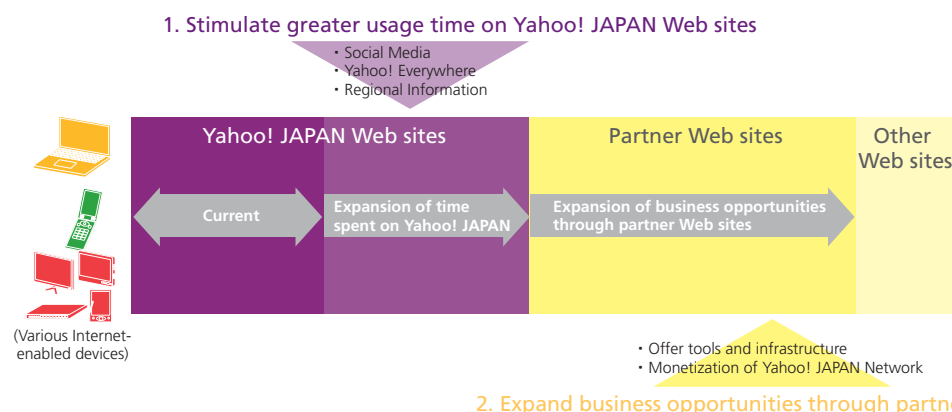 1. Stimulate greater usage time on Yahoo! JAPAN Web sites
• Social Media
• Yahoo! Everywhere
• Regional Information
Yahoo! JAPAN Web sites
Partner Web sites
Other
Web sites
Current
Expansion of time
spent on Yahoo! JAPAN
Expansion of business opportunities
through partner Web sites
(Various Internet-
enabled devices)
• Offer tools and infrastructure
• Monetization of Yahoo! JAPAN Network
2. Expand business opportunities through partn